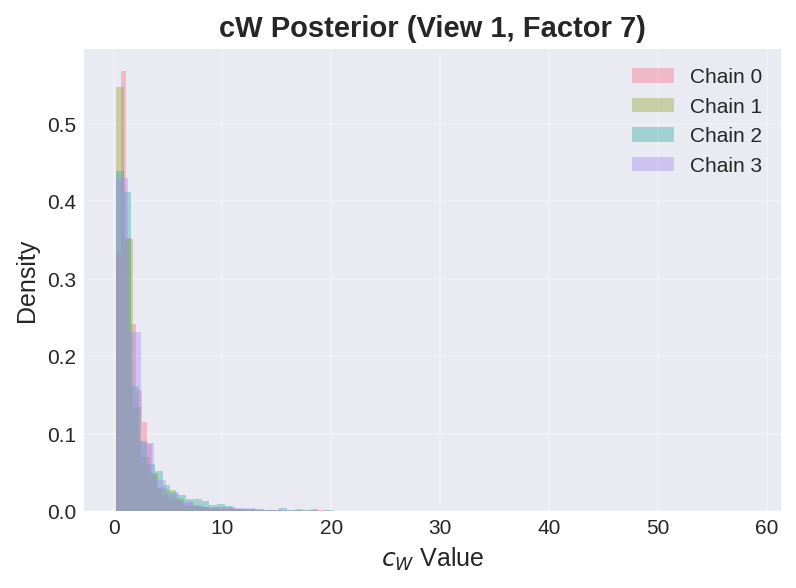 cW Posterior (View 1, Factor 7)
Chain 0
Chain 1
Chain 2
Chain 3
Density
0.5
0.4
0.3
0.2
0.1
0.0
0 10 20 30 40 50 60
c_W Value